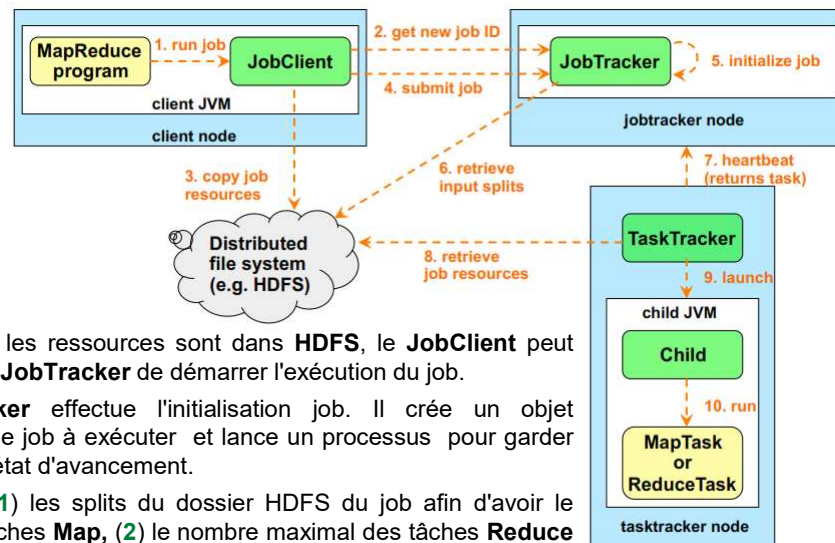 MapReduce
program
1. run job
JobClient
client JVM
client node
2. get new job ID
4. submit job
JobTracker
5. initialize job
jobtracker node
3. copy job
resources
6. retrieve
input splits
7. heartbeat
(returns task)
Distributed
file system
(e.g. HDFS)
8. retrieve
job resources
TaskTracker
9. launch
child JVM
Child
10. run
MapTask
or
ReduceTask
tasktracker node
les ressources sont dans HDFS, le JobClient peut
JobTracker de démarrer l'exécution du job.
ker effectue l'initialisation job. Il crée un objet
e job à exécuter et lance un processus pour garder
état d'avancement.
1) les splits du dossier HDFS du job afin d'avoir le
âches Map, (2) le nombre maximal des tâches Reduce